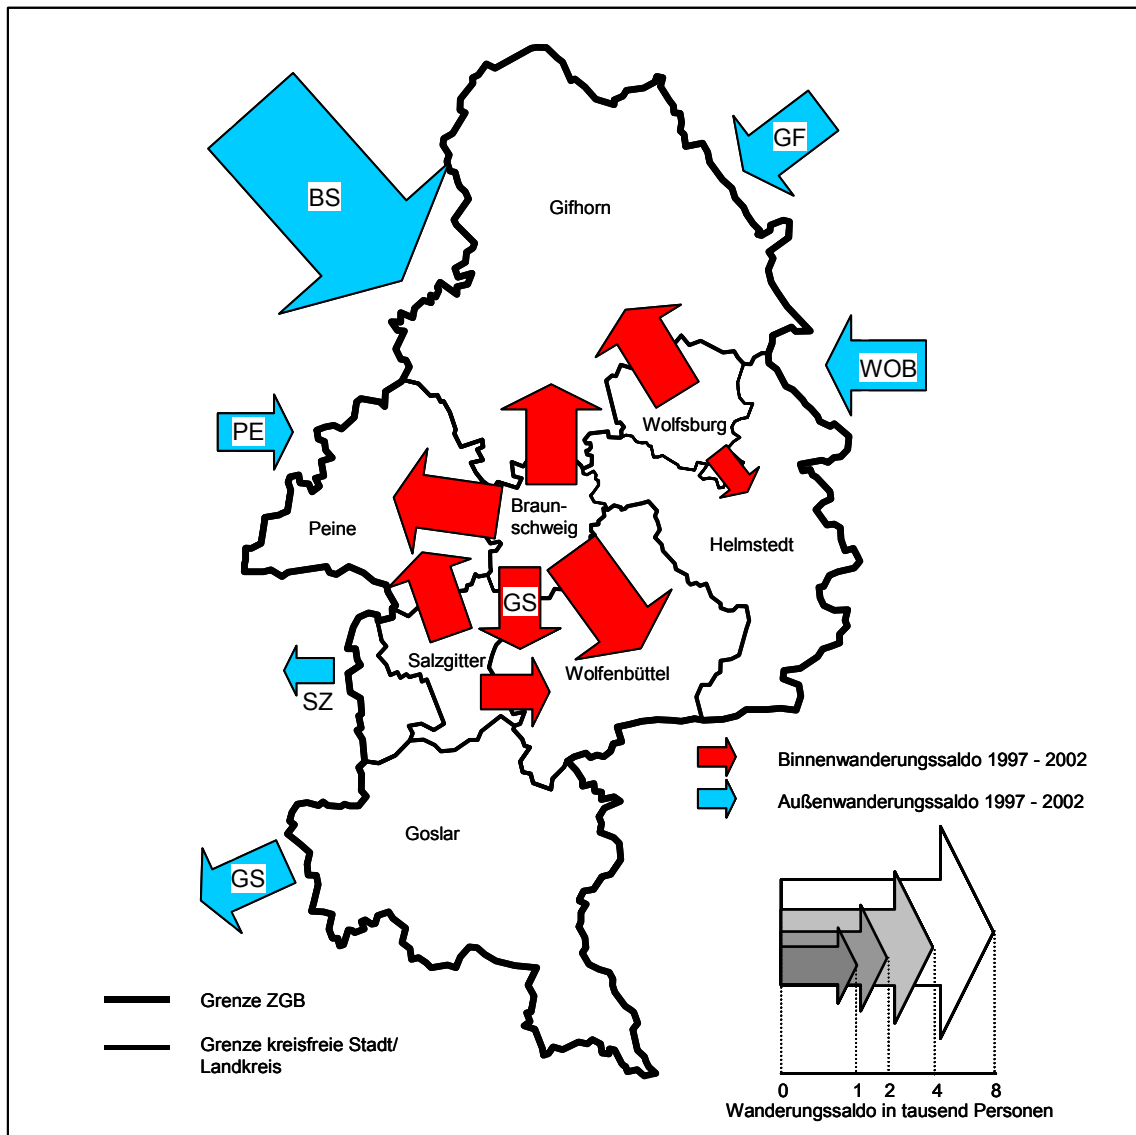 BS
GF
Gifhorn
WOB
PE
Wolfsburg
Braun-
schweig
Peine
Helmstedt
GS
Salzgitter
Wolfenbüttel
SZ
Binnenwanderungssaldo 1997 - 2002
Außenwanderungssaldo 1997 - 2002
Goslar
GS
Grenze ZGB
Grenze kreisfreie Stadt/
Landkreis
0 1 2 4 8
Wanderungssaldo in tausend Personen